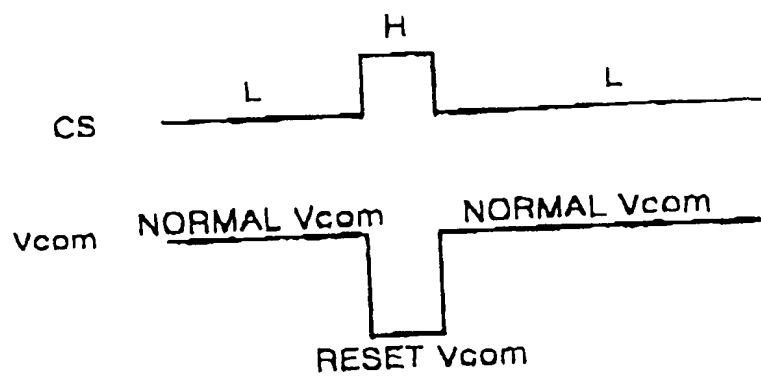 H
L
L
CS
NORMAL Vcom
NORMAL Vcom
Vcom
RESET Vcom